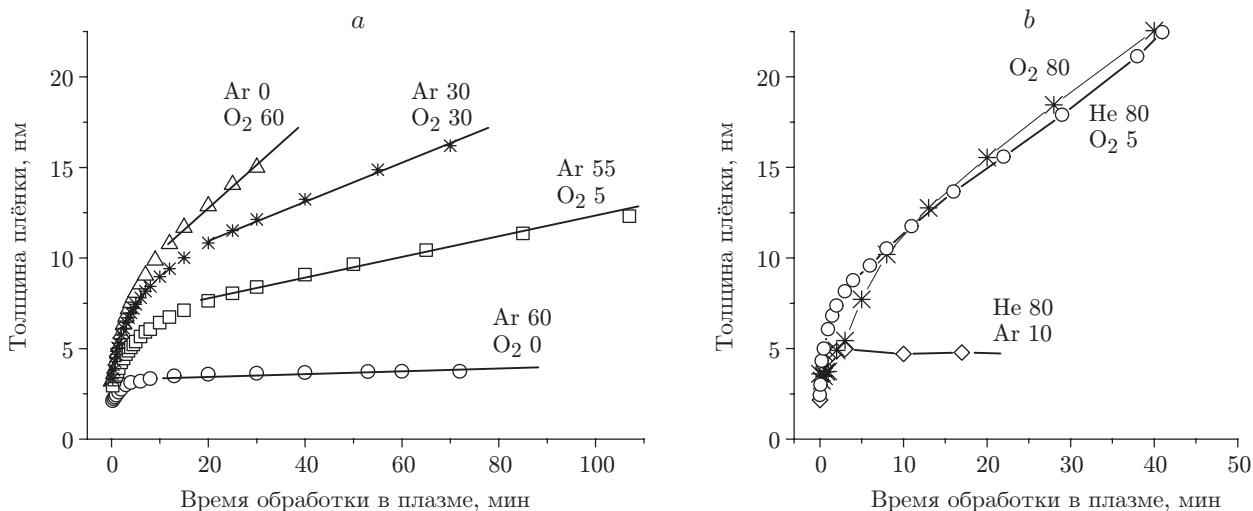 a
Толщина плёнки, нм
20
15
10
5
0
Ar 0
O2 60
Ar 30
O2 30
Ar 55
O2 5
Ar 60
O2 0
0 20 40 60 80 100
Время обработки в плазме, мин
b
Толщина плёнки, нм
20
15
10
5
0
O2 80
He 80
O2 5
He 80
Ar 10
0 10 20 30 40 50
Время обработки в плазме, мин